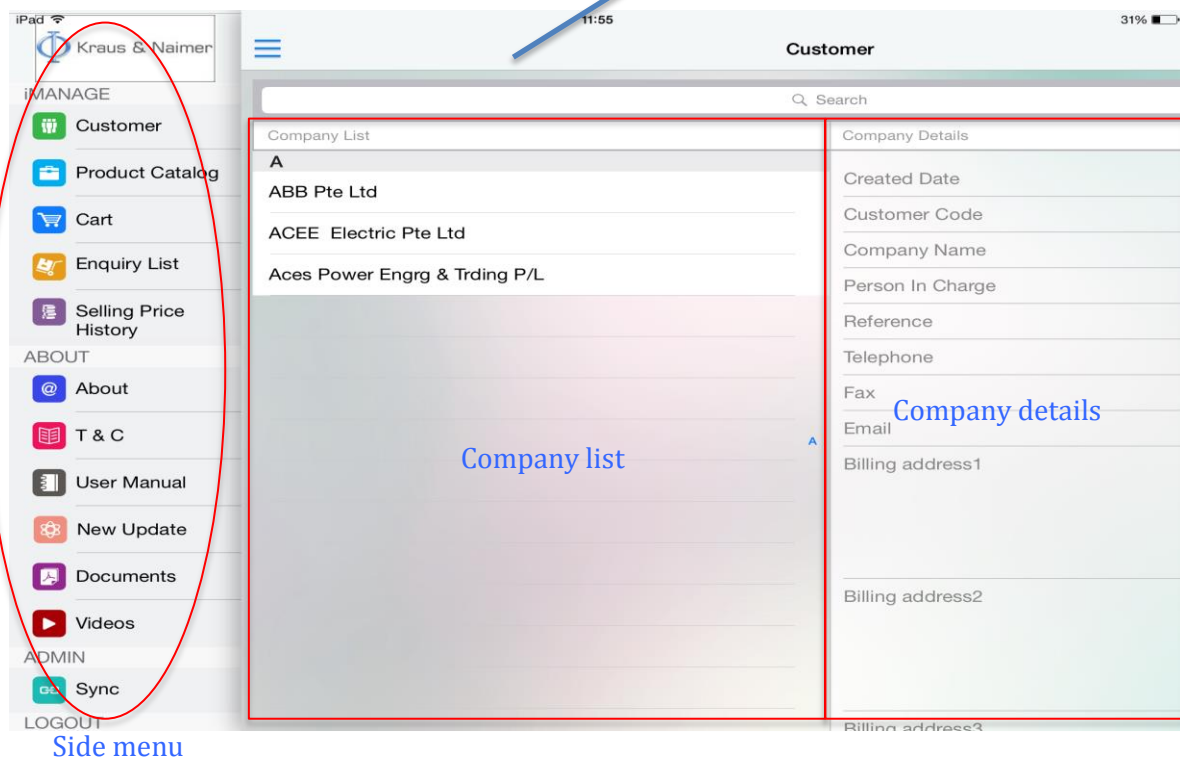 iPad
11:55
31%
Kraus & Naimer
Customer
iMANAGE
Customer
Product Catalog
Cart
Enquiry List
Selling Price
History
ABOUT
@
About
T & C
User Manual
New Update
Documents
Videos
ADMIN
Sync
LOGOUT
Side menu
Search
Company List
A
ABB Pte Ltd
ACEE Electric Pte Ltd
Aces Power Engrg & Trding P/L
A
Company list
Company Details
Created Date
Customer Code
Company Name
Person In Charge
Reference
Telephone
Fax
Company details
Email
Billing address1
Billing address2
Billing address3